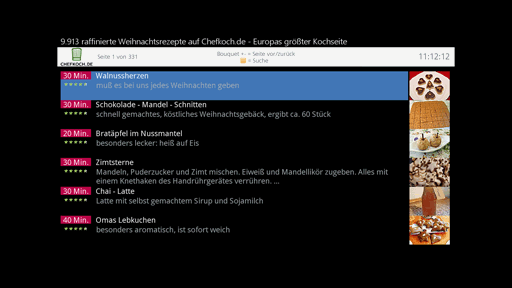 9.913 raffinierte Weihnachtsrezepte auf Chefkoch.de - Europas größter Kochseite
CHEFKOCH.DE
Seite 1 von 331
Bouquet + - = Seite vor/zurück
= Suche
11:12:12
30 Min. Walnussherzen
***** muß es bei uns jedes Weihnachten geben
30 Min. Schokolade - Mandel - Schnitten
***** schnell gemachtes, köstliches Weihnachtsgebäck, ergibt ca. 60 Stück
20 Min. Bratäpfel im Nussmantel
***** besonders lecker: heiß auf Eis
30 Min. Zimtsterne
***** Mandeln, Puderzucker und Zimt mischen. Eiweiß und Mandellikör zugeben. Alles mit
einem Knethaken des Handrührgerätes verrühren. ...
30 Min. Chai - Latte
***** Latte mit selbst gemachtem Sirup und Sojamilch
40 Min. Omas Lebkuchen
***** besonders aromatisch, ist sofort weich